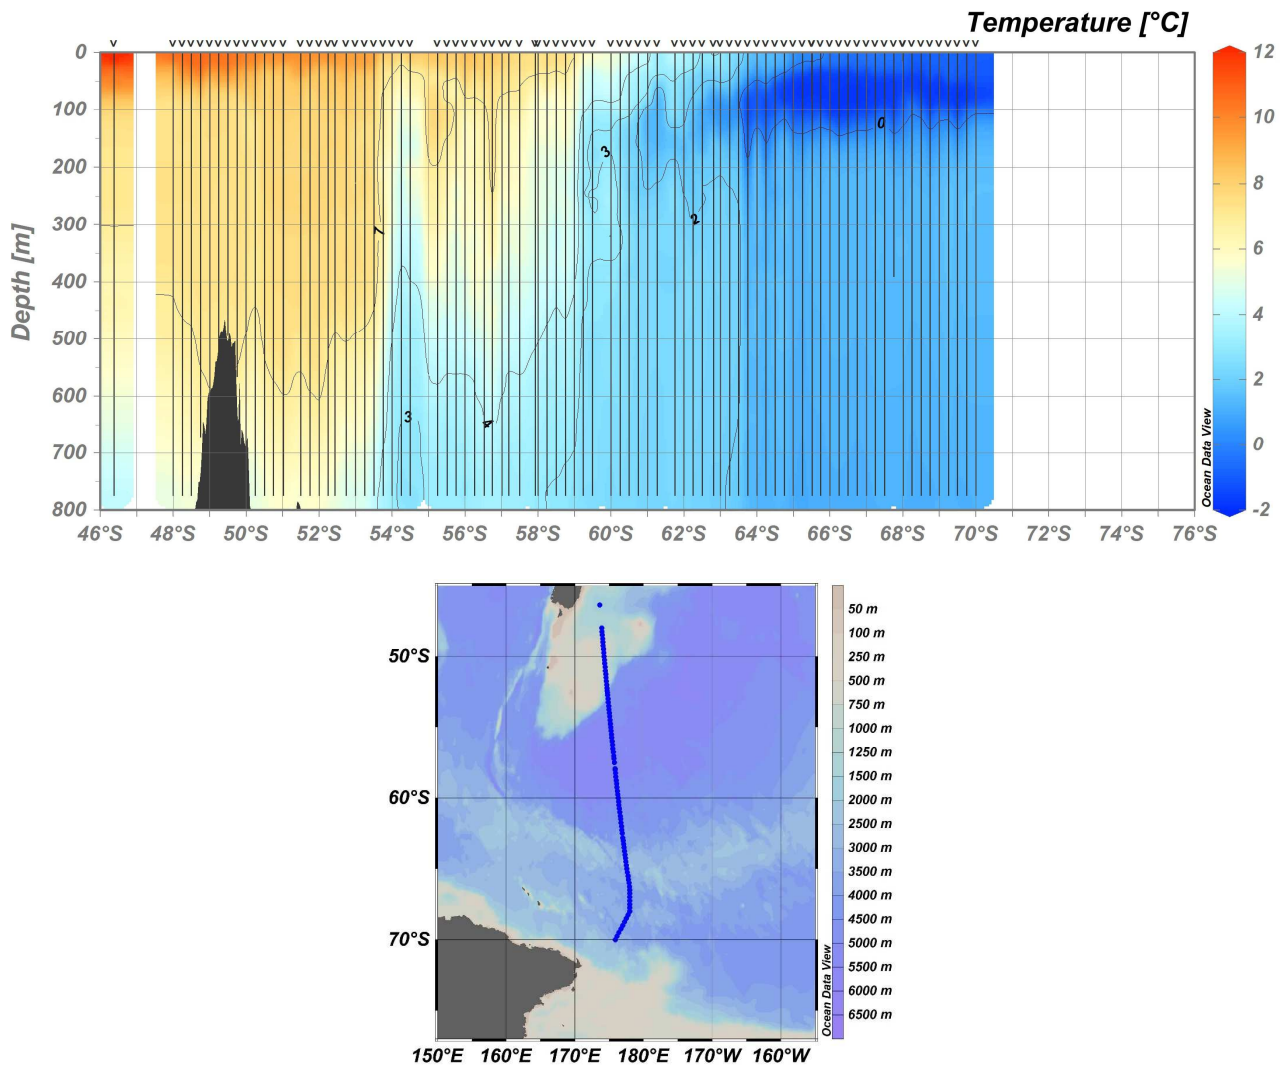 Temperature [°C]
v v v v v v v v v v v v v v v v v v v v v v v v v v v v v v v v v v v v v v v v v v v v v v v v v v v v v v v v v v v v v v v v v v v v v v v v v v v v v v v v v v
0
100
200
300
400
500
600
700
800
Depth [m]
7
3
3
4
2
0
46°S 48°S 50°S 52°S 54°S 56°S 58°S 60°S 62°S 64°S 66°S 68°S 70°S 72°S 74°S 76°S
Ocean Data View
12
10
8
6
4
2
0
-2
50°S
60°S
70°S
150°E 160°E 170°E 180°E 170°W 160°W
Ocean Data View
50 m
100 m
250 m
500 m
750 m
1000 m
1250 m
1500 m
2000 m
2500 m
3000 m
3500 m
4000 m
4500 m
5000 m
5500 m
6000 m
6500 m